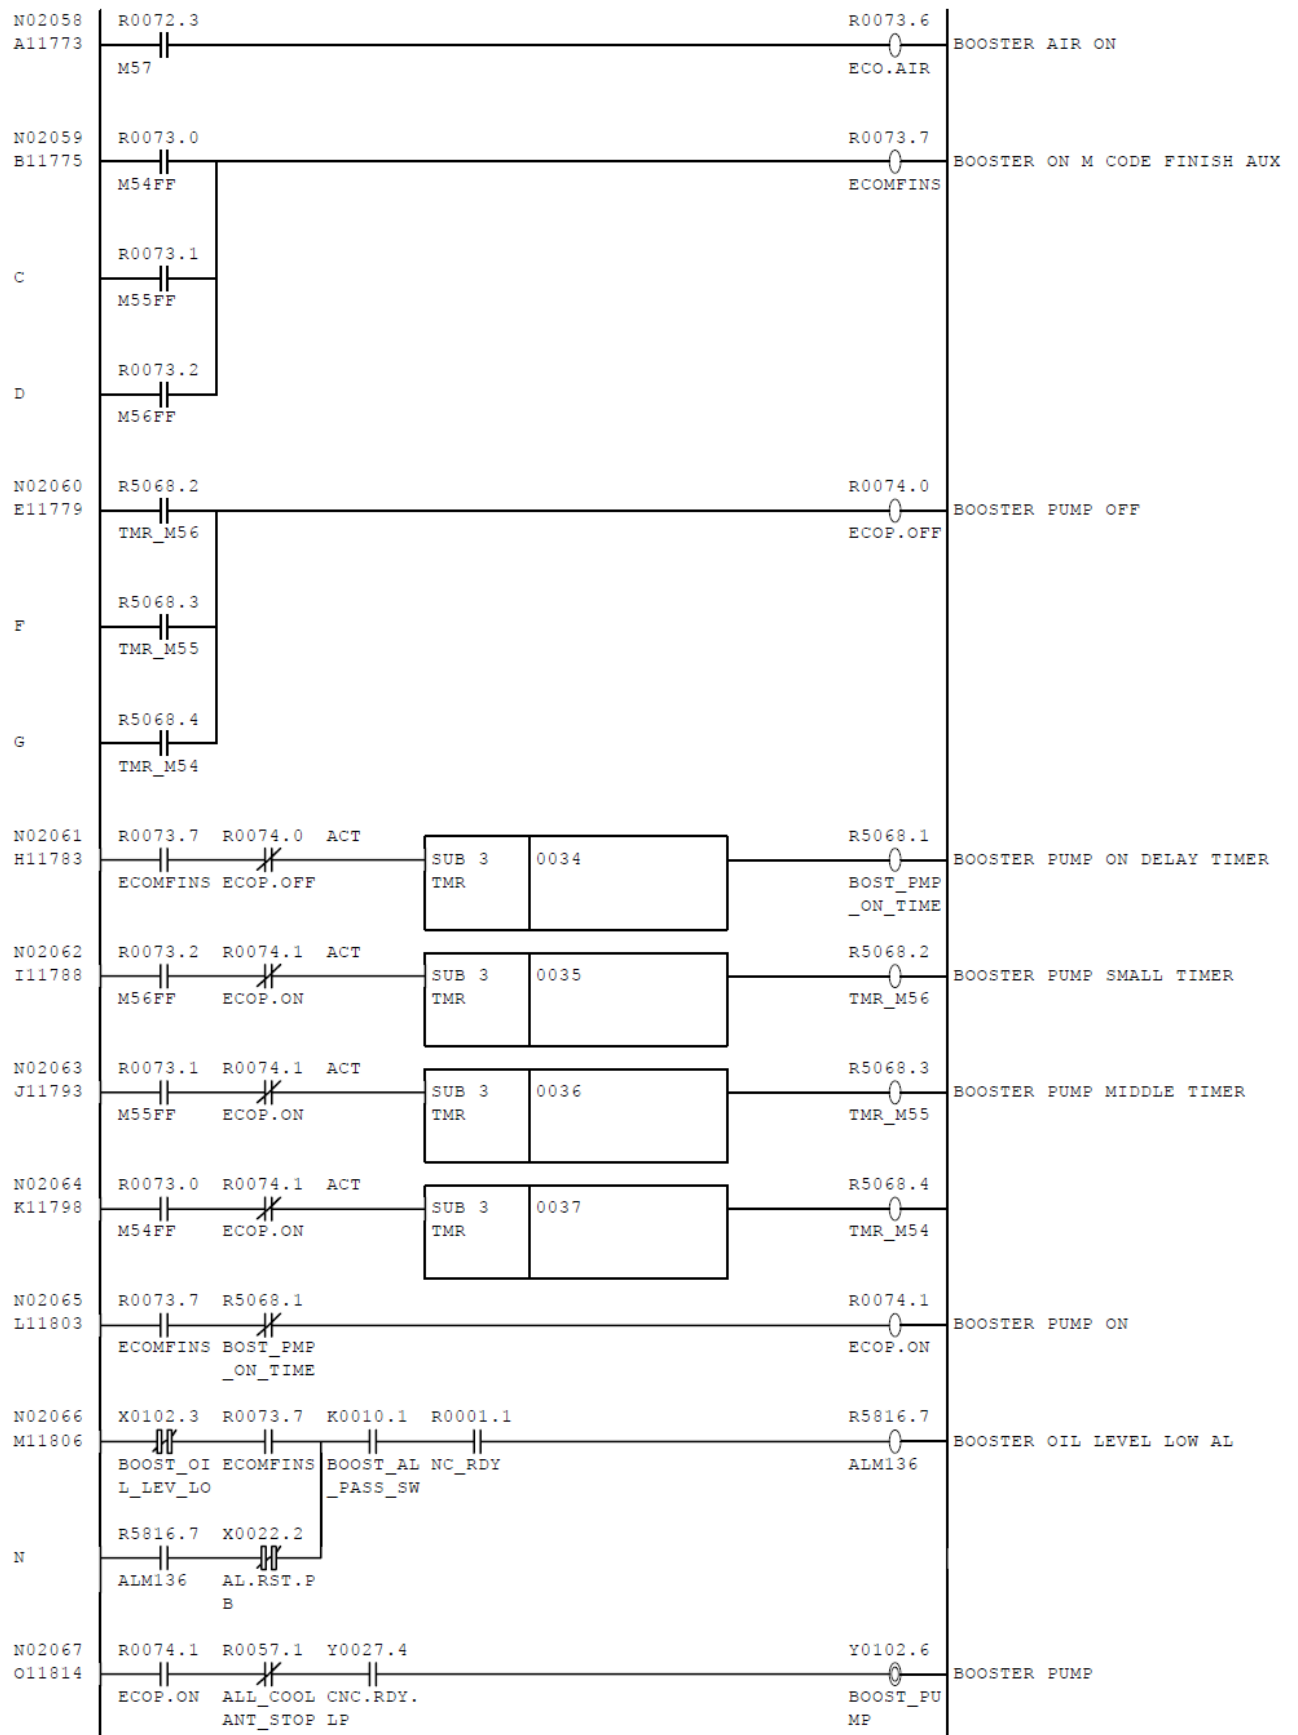 N02058 R0072.3 R0073.6
A11773 BOOSTER AIR ON
M57 ECO.AIR
N02059 R0073.0 R0073.7
B11775 BOOSTER ON M CODE FINISH AUX
M54FF ECOMFINS
R0073.1
C
M55FF
R0073.2
D
M56FF
N02060 R5068.2 R0074.0
E11779 BOOSTER PUMP OFF
TMR_M56 ECOP.OFF
R5068.3
F
TMR_M55
R5068.4
G
TMR_M54
N02061 R0073.7 R0074.0 ACT R5068.1
H11783 SUB 3 0034 BOOSTER PUMP ON DELAY TIMER
ECOMFINS ECOP.OFF TMR BOST_PMP
_ON_TIME
N02062 R0073.2 R0074.1 ACT R5068.2
I11788 SUB 3 0035 BOOSTER PUMP SMALL TIMER
M56FF ECOP.ON TMR TMR_M56
N02063 R0073.1 R0074.1 ACT R5068.3
J11793 SUB 3 0036 BOOSTER PUMP MIDDLE TIMER
M55FF ECOP.ON TMR TMR_M55
N02064 R0073.0 R0074.1 ACT R5068.4
K11798 SUB 3 0037
M54FF ECOP.ON TMR TMR_M54
N02065 R0073.7 R5068.1 R0074.1
L11803 BOOSTER PUMP ON
ECOMFINS BOST_PMP ECOP.ON
_ON_TIME
N02066 X0102.3 R0073.7 K0010.1 R0001.1 R5816.7
M11806 BOOSTER OIL LEVEL LOW AL
BOOST_OI ECOMFINS BOOST_AL NC_RDY ALM136
L_LEV_LO _PASS_SW
R5816.7 X0022.2
N
ALM136 AL.RST.P
B
N02067 R0074.1 R0057.1 Y0027.4 Y0102.6
O11814 BOOSTER PUMP
ECOP.ON ALL_COOL CNC.RDY. BOOST_PU
ANT_STOP LP MP